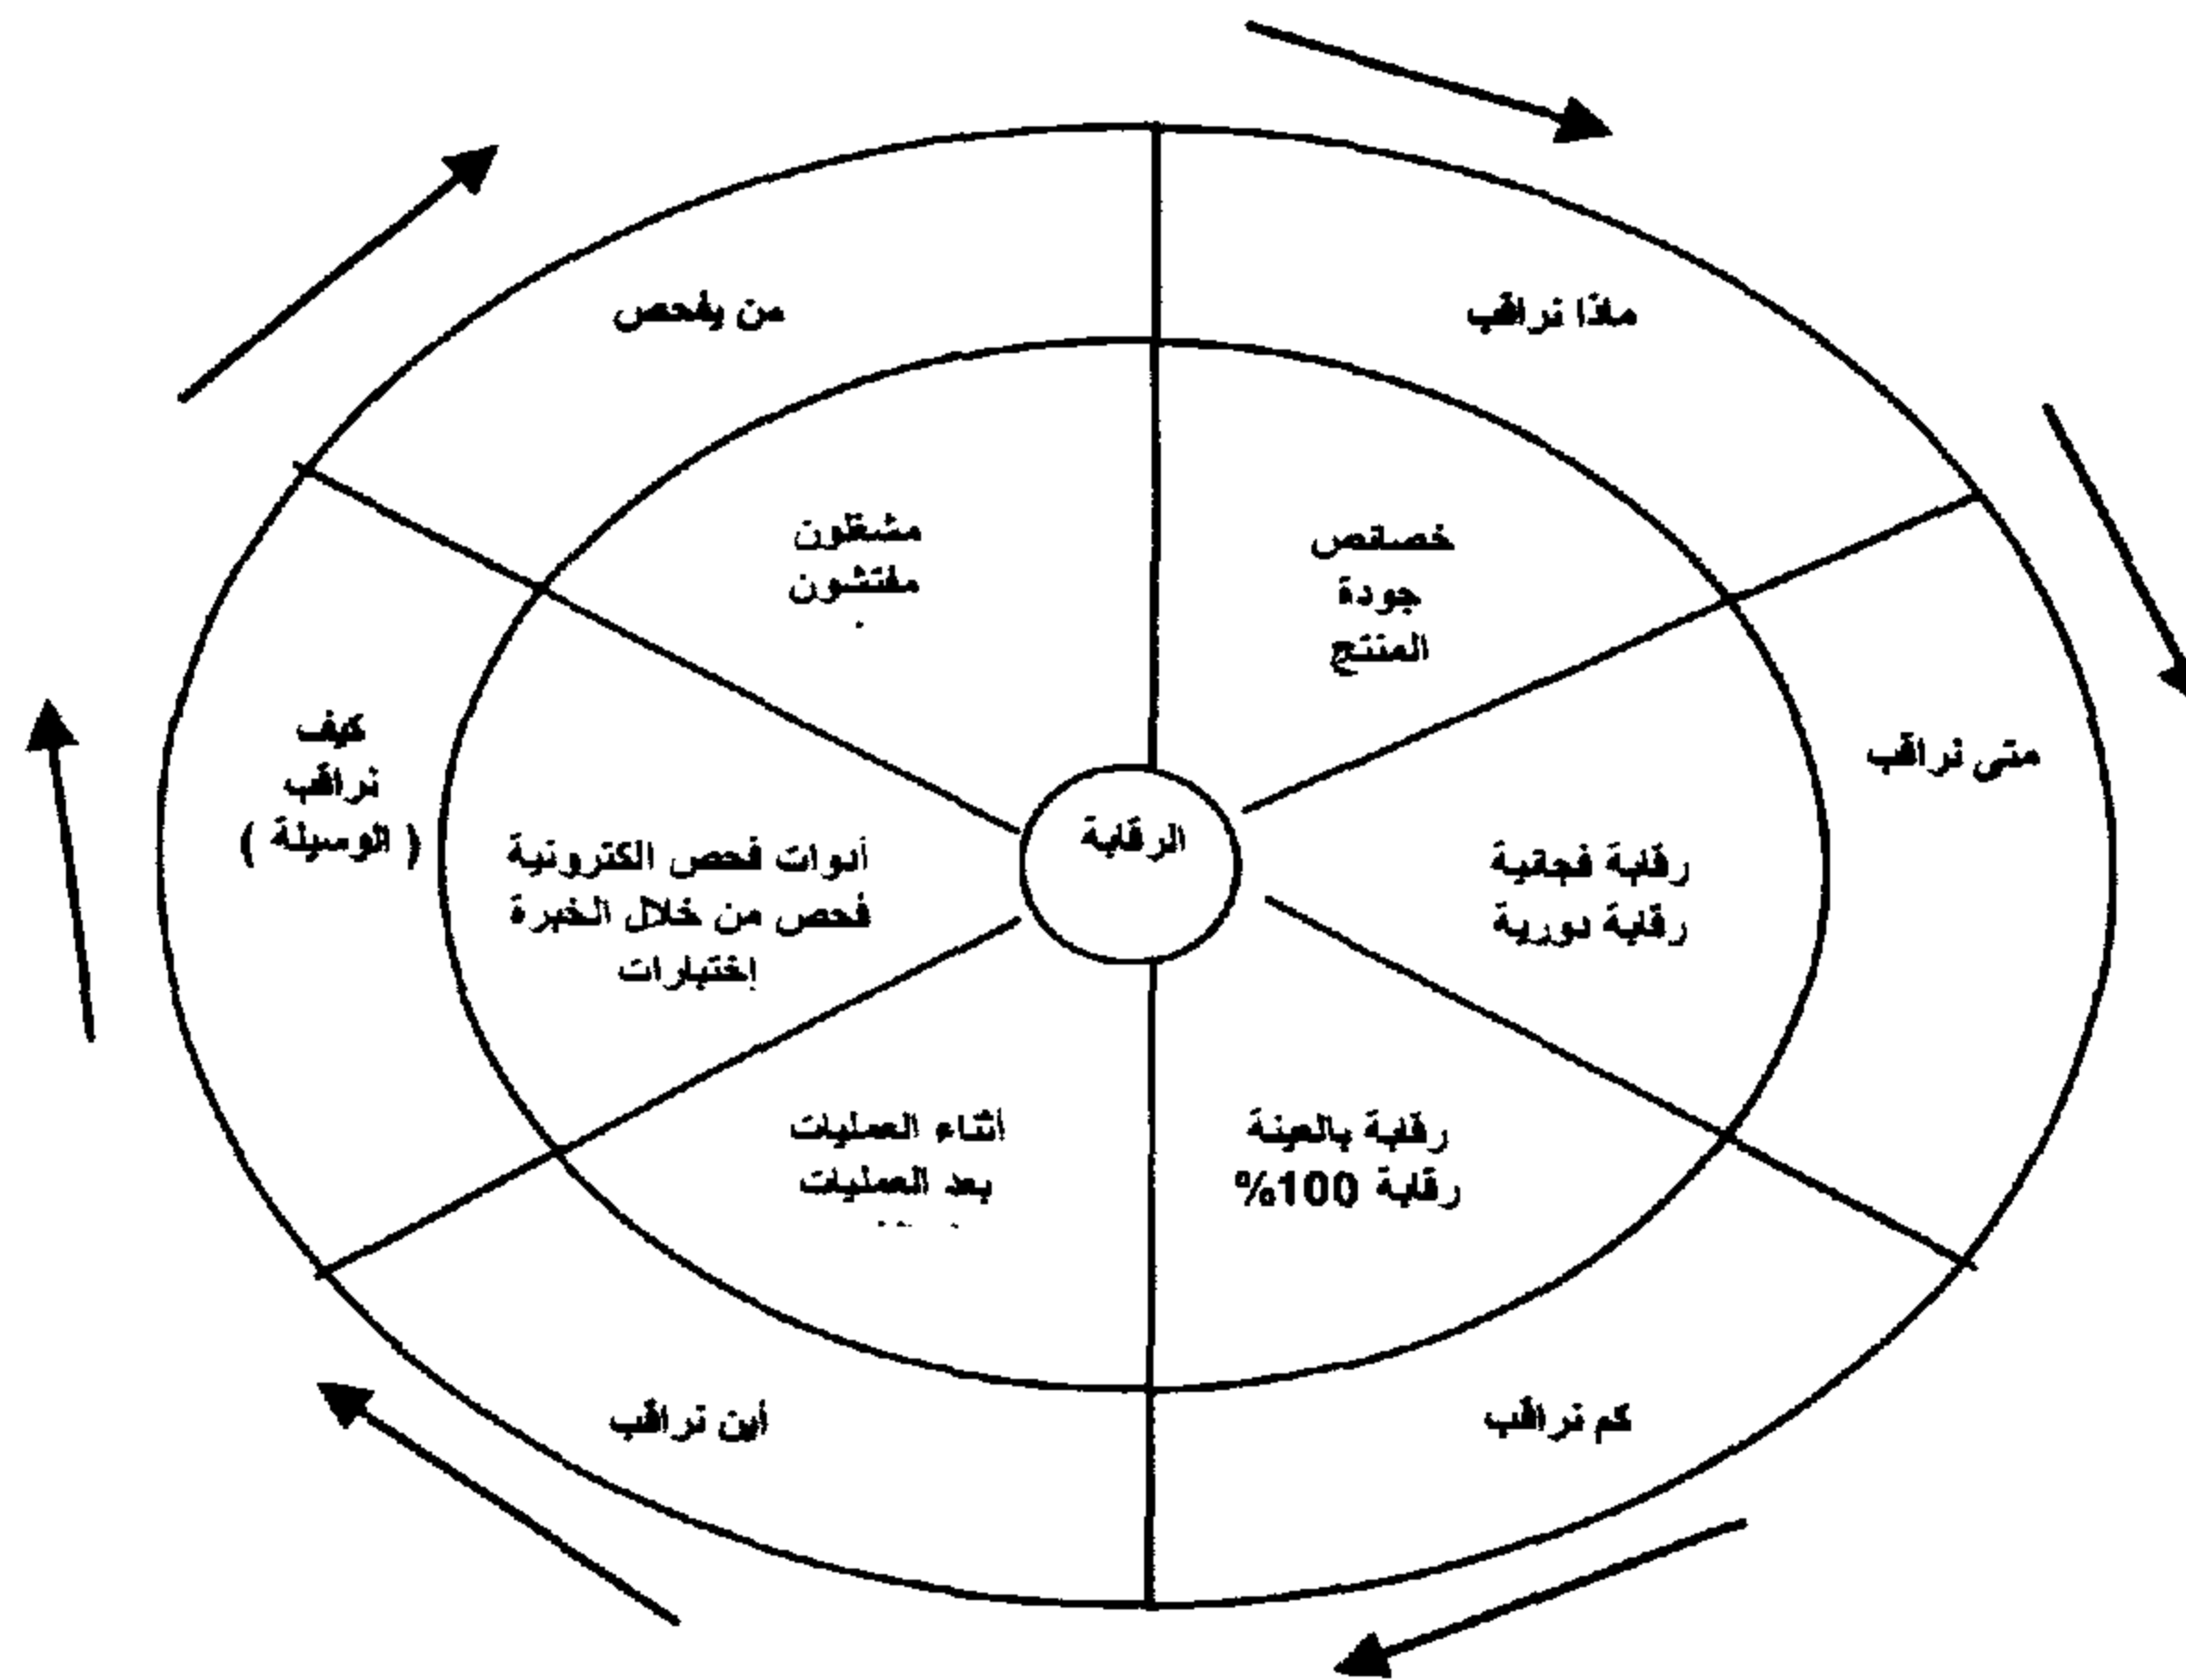 ماذا نراقب
من يفحص
خصائص
جودة
المنتج
مشغلون
مفتشون
متى نراقب
كيف
نراقب
( الوسيلة )
الرقابة
رقابة فجائية
رقابة دورية
أدوات فحص الكترونية
فحص من خلال الخبرة
إختبارات
رقابة بالعينة
رقابة 100%
أثناء العمليات
بعد العمليات
كم نراقب
أين نراقب